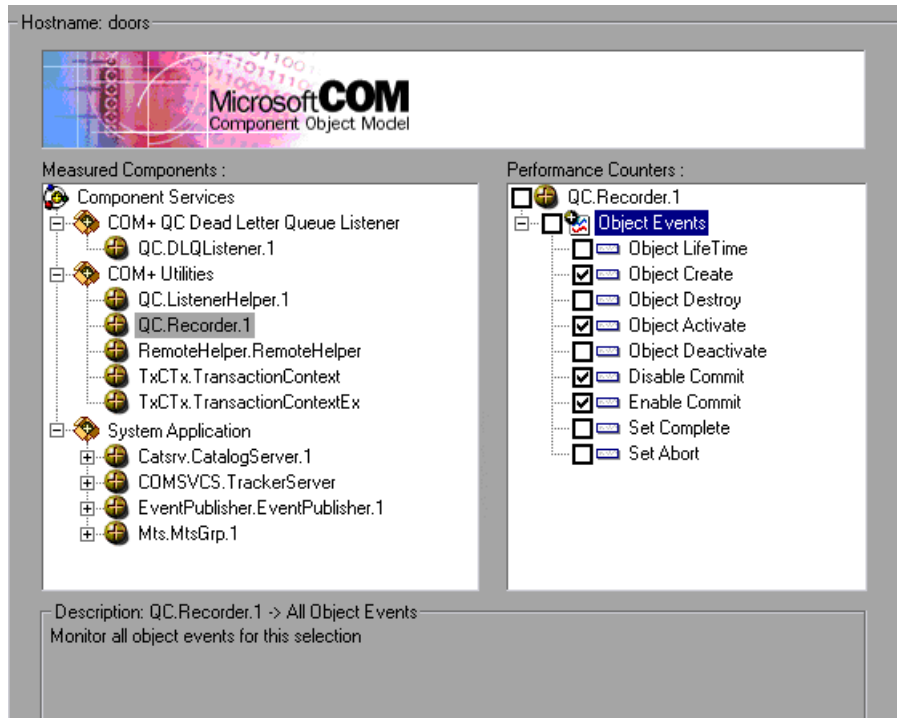 Hostname: doors
MicrosoftCOM
Component Object Model
Measured Components :
Component Services
COM+ QC Dead Letter Queue Listener
QC.DLQListener.1
COM+ Utilities
QC.ListenerHelper.1
QC.Recorder.1
RemoteHelper.RemoteHelper
TxCTx.TransactionContext
TxCTx.TransactionContextEx
System Application
Catsrv.CatalogServer.1
COMSVCS.TrackerServer
EventPublisher.EventPublisher.1
Mts.MtsGrp.1
Performance Counters :
QC.Recorder.1
Object Events
Object LifeTime
Object Create
Object Destroy
Object Activate
Object Deactivate
Disable Commit
Enable Commit
Set Complete
Set Abort
Description: QC.Recorder.1 -> All Object Events
Monitor all object events for this selection